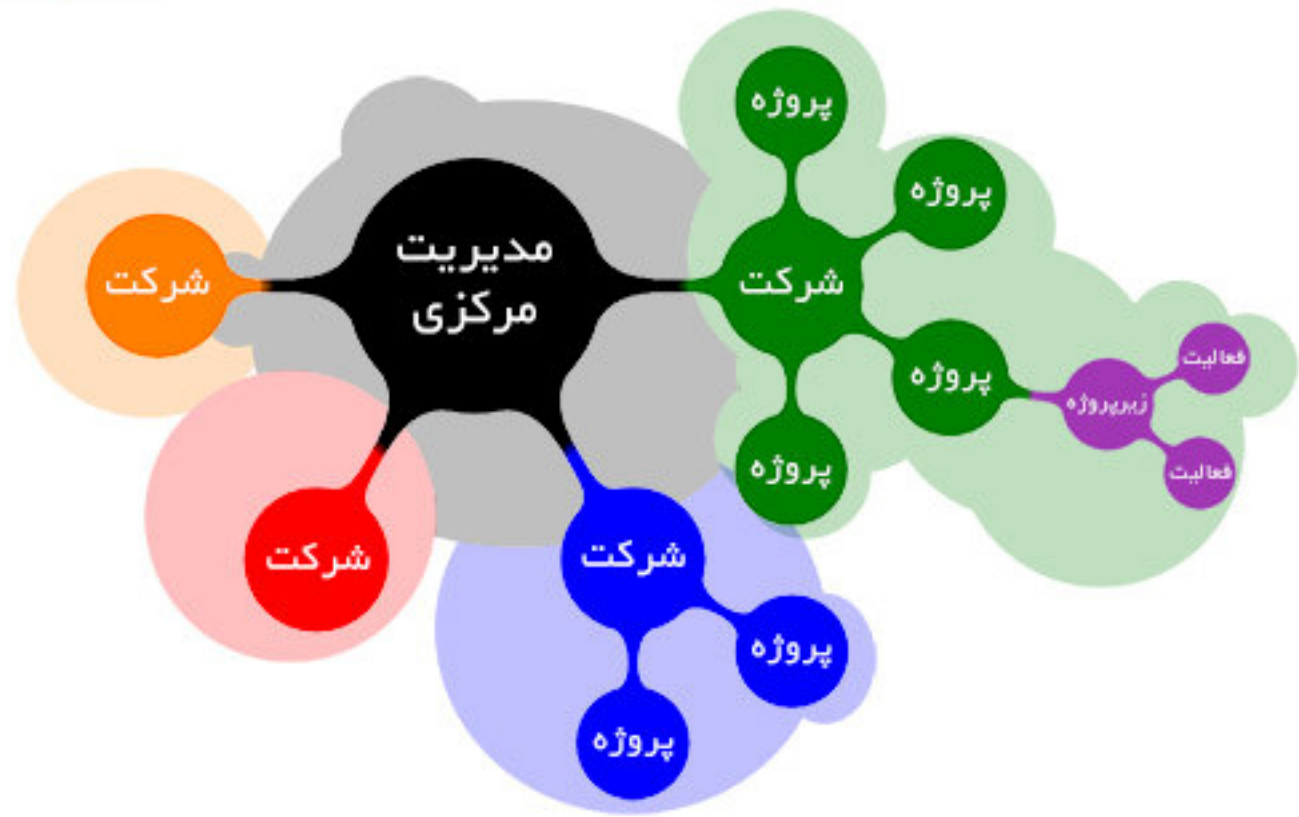 پروژه
پروژه
مدیریت
مرکزی
شرکت
شرکت
فعالیت
پروژه
زیرپروژه
پروژه
فعالیت
شرکت
شرکت
پروژه
پروژه